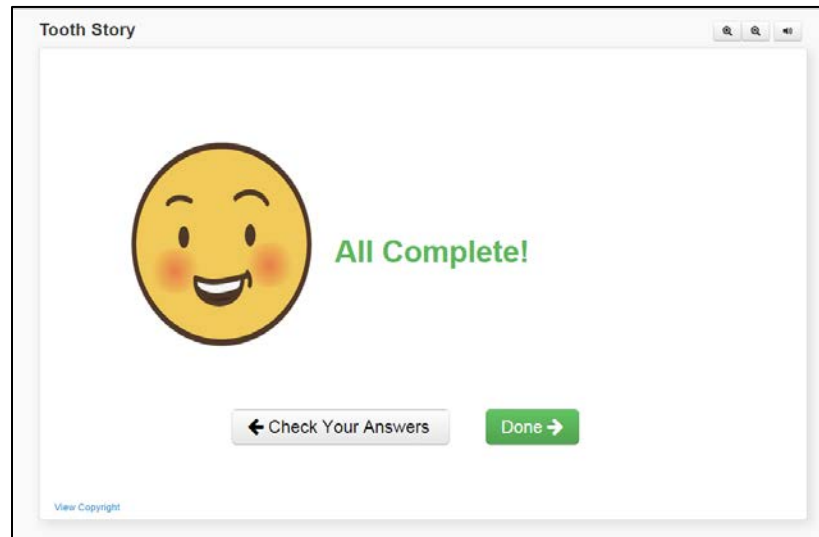 Tooth Story
All Complete!
Check Your Answers
Done
View Copyright